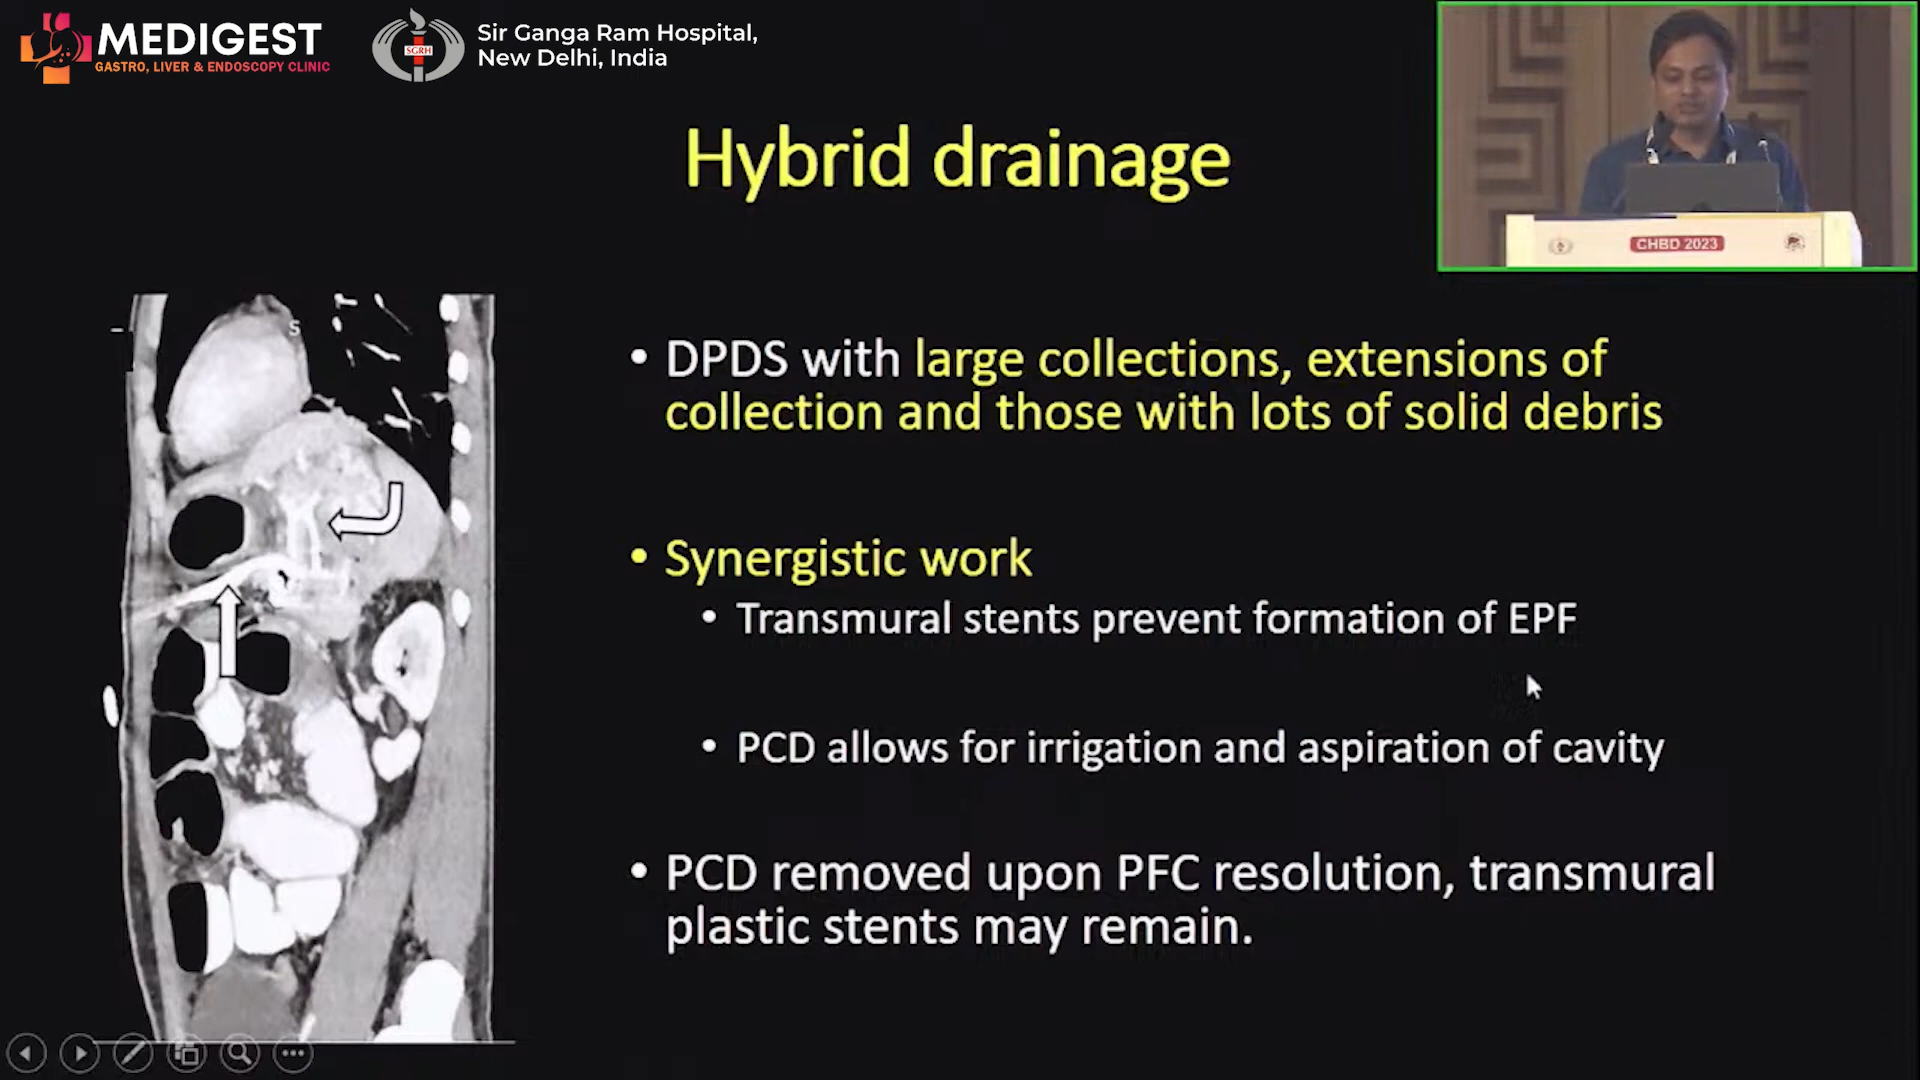 MEDIGEST
GASTRO, LIVER & ENDOSCOPY CLINIC
SGRH
Sir Ganga Ram Hospital,
New Delhi, India
CHBD 2023
Hybrid drainage
S
• DPDS with large collections, extensions of
collection and those with lots of solid debris
• Synergistic work
• Transmural stents prevent formation of EPF
• PCD allows for irrigation and aspiration of cavity
• PCD removed upon PFC resolution, transmural
plastic stents may remain.